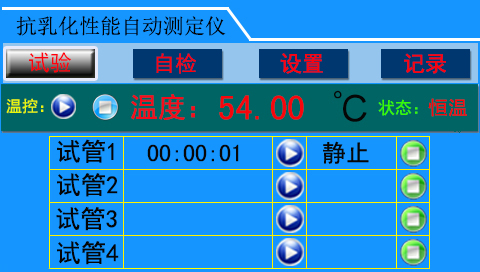 抗乳化性能自动测定仪
试验 自检 设置 记录
温控: 温度: 54.00 ℃ 状态: 恒温
试管1 00:00:01 静止
试管2
试管3
试管4